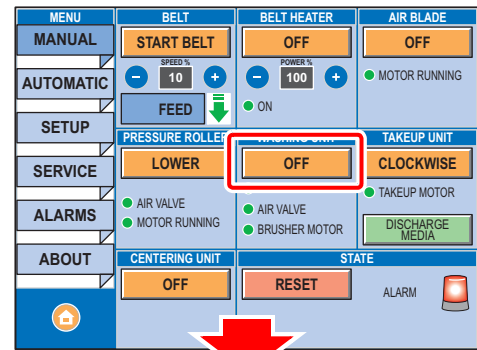 MENU
MANUAL
AUTOMATIC
SETUP
SERVICE
ALARMS
ABOUT
BELT
START BELT
SPEED %
10
FEED
BELT HEATER
OFF
POWER %
100
ON
AIR BLADE
OFF
MOTOR RUNNING
PRESSURE ROLLER
LOWER
AIR VALVE
MOTOR RUNNING
UNIT
OFF
AIR VALVE
BRUSHER MOTOR
TAKEUP UNIT
CLOCKWISE
TAKEUP MOTOR
DISCHARGE
MEDIA
CENTERING UNIT
OFF
STATE
RESET
ALARM